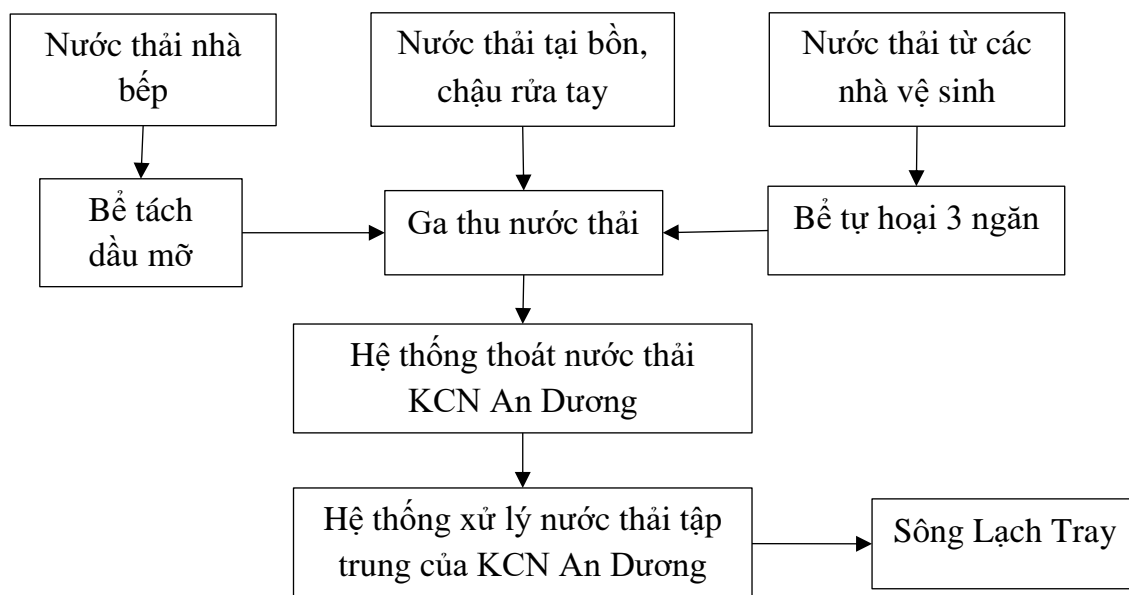 Nước thải nhà
bếp
Nước thải tại bồn,
chậu rửa tay
Nước thải từ các
nhà vệ sinh
Bể tách
dầu mỡ
Ga thu nước thải
Bể tự hoại 3 ngăn
Hệ thống thoát nước thải
KCN An Dương
Hệ thống xử lý nước thải tập
trung của KCN An Dương
Sông Lạch Tray